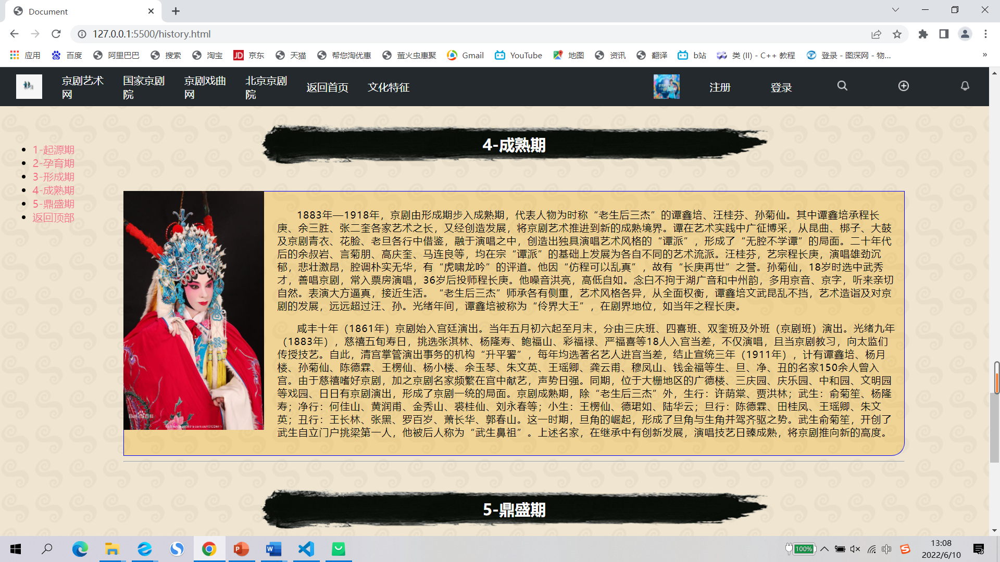 Document
127.0.0.1:5500/history.html
应用
百度
阿里巴巴
搜索
淘宝
京东
天猫
帮您淘优惠
萤火虫惠聚
Gmail
YouTube
地图
资讯
翻译
b站
类 (II) - C++ 教程
登录 - 图深网 - 物...
»
京剧艺术
网
国家京剧
院
京剧戏曲
网
北京京剧
院
返回首页
文化特征
注册
登录
1-起源期
2-孕育期
3-形成期
4-成熟期
5-鼎盛期
返回顶部
4-成熟期
1883年—1918年，京剧由形成期步入成熟期，代表人物为时称“老生后三杰”的谭鑫培、汪桂芬、孙菊仙。其中谭鑫培承程长
庚、余三胜、张二奎各家艺术之长，又经创造发展，将京剧艺术推进到新的成熟境界。谭在艺术实践中广征博采，从昆曲、梆子、大鼓
及京剧青衣、花脸、老旦各行中借鉴，融于演唱之中，创造出独具演唱艺术风格的“谭派”，形成了“无腔不学谭”的局面。二十年代
后的余叔岩、言菊朋、高庆奎、马连良等，均在宗“谭派”的基础上发展为各自不同的艺术流派。汪桂芬，艺宗程长庚，演唱雄劲沉
郁，悲壮激昂，腔调朴实无华，有“虎啸龙吟”的评道。他因“仿程可以乱真”，故有“长庚再世”之誉。孙菊仙，18岁时选中武秀
才，善唱京剧，常入票房演唱，36岁后投师程长庚。他嗓音洪亮，高低自如。念白不拘于湖广音和中州韵，多用京音、京字，听来亲切
自然。表演大方逼真，接近生活。“老生后三杰”师承各有侧重，艺术风格各异，从全面权衡，谭鑫培文武昆乱不挡，艺术造诣及对京
剧的发展，远远超过汪、孙。光绪年间，谭鑫培被称为“伶界大王”，在剧界地位，如当年之程长庚。
咸丰十年（1861年）京剧始入宫廷演出。当年五月初六起至月末，分由三庆班、四喜班、双奎班及外班（京剧班）演出。光绪九年
（1883年），慈禧五旬寿日，挑选张淇林、杨隆寿、鲍福山、彩福禄、严福喜等18人入宫当差，不仅演唱，且当京剧教习，向太监们
传授技艺。自此，清宫掌管演出事务的机构“升平署”，每年均选著名艺人进宫当差，结止宣统三年（1911年），计有谭鑫培、杨月
楼、孙菊仙、陈德霖、王楞仙、杨小楼、余玉琴、朱文英、王瑶卿、龚云甫、穆凤山、钱金福等生、旦、净、丑的名家150余人曾入
宫。由于慈禧嗜好京剧，加之京剧名家频繁在宫中献艺，声势日强。同期，位于大栅地区的广德楼、三庆园、庆乐园、中和园、文明园
等戏园、日日有京剧演出，形成了京剧一统的局面。京剧成熟期，除“老生后三杰”外，生行：许荫棠、贾洪林；武生：俞菊笙、杨隆
寿；净行：何佳山、黄润甫、金秀山、裘桂仙、刘永春等；小生：王楞仙、德珺如、陆华云；旦行：陈德霖、田桂凤、王瑶卿、朱文
英；丑行：王长林、张黑、罗百岁、萧长华、郭春山。这一时期，旦角的崛起，形成了旦角与生角并驾齐驱之势。武生俞菊笙，开创了
武生自立门户挑梁第一人，他被后人称为“武生鼻祖”。上述名家，在继承中有创新发展，演唱技艺日臻成熟，将京剧推向新的高度。
5-鼎盛期
100%
中
13:08
2022/6/10